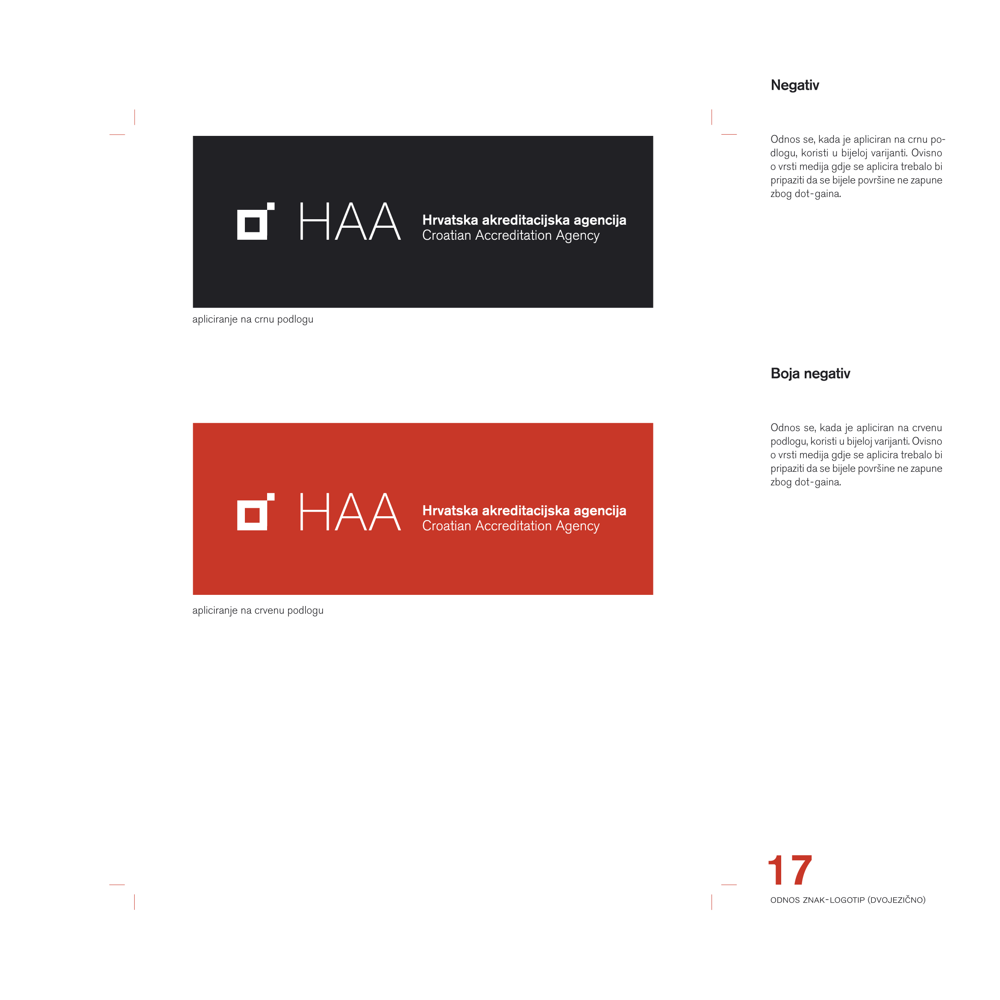 Negativ
Odnos se, kada je apliciran na crnu po-
dlogu, koristi u bijeloj varijanti. Ovisno
o vrsti medija gdje se aplicira trebalo bi
pripaziti da se bijele površine ne zapune
zbog dot-gaina.
HAA
Hrvatska akreditacijska agencija
Croatian Accreditation Agency
apliciranje na crnu podlogu
Boja negativ
Odnos se, kada je apliciran na crvenu
podlogu, koristi u bijeloj varijanti. Ovisno
o vrsti medija gdje se aplicira trebalo bi
pripaziti da se bijele površine ne zapune
zbog dot-gaina.
HAA
Hrvatska akreditacijska agencija
Croatian Accreditation Agency
apliciranje na crvenu podlogu
17
ODNOS ZNAK-LOGOTIP (DVOJEZIČNO)